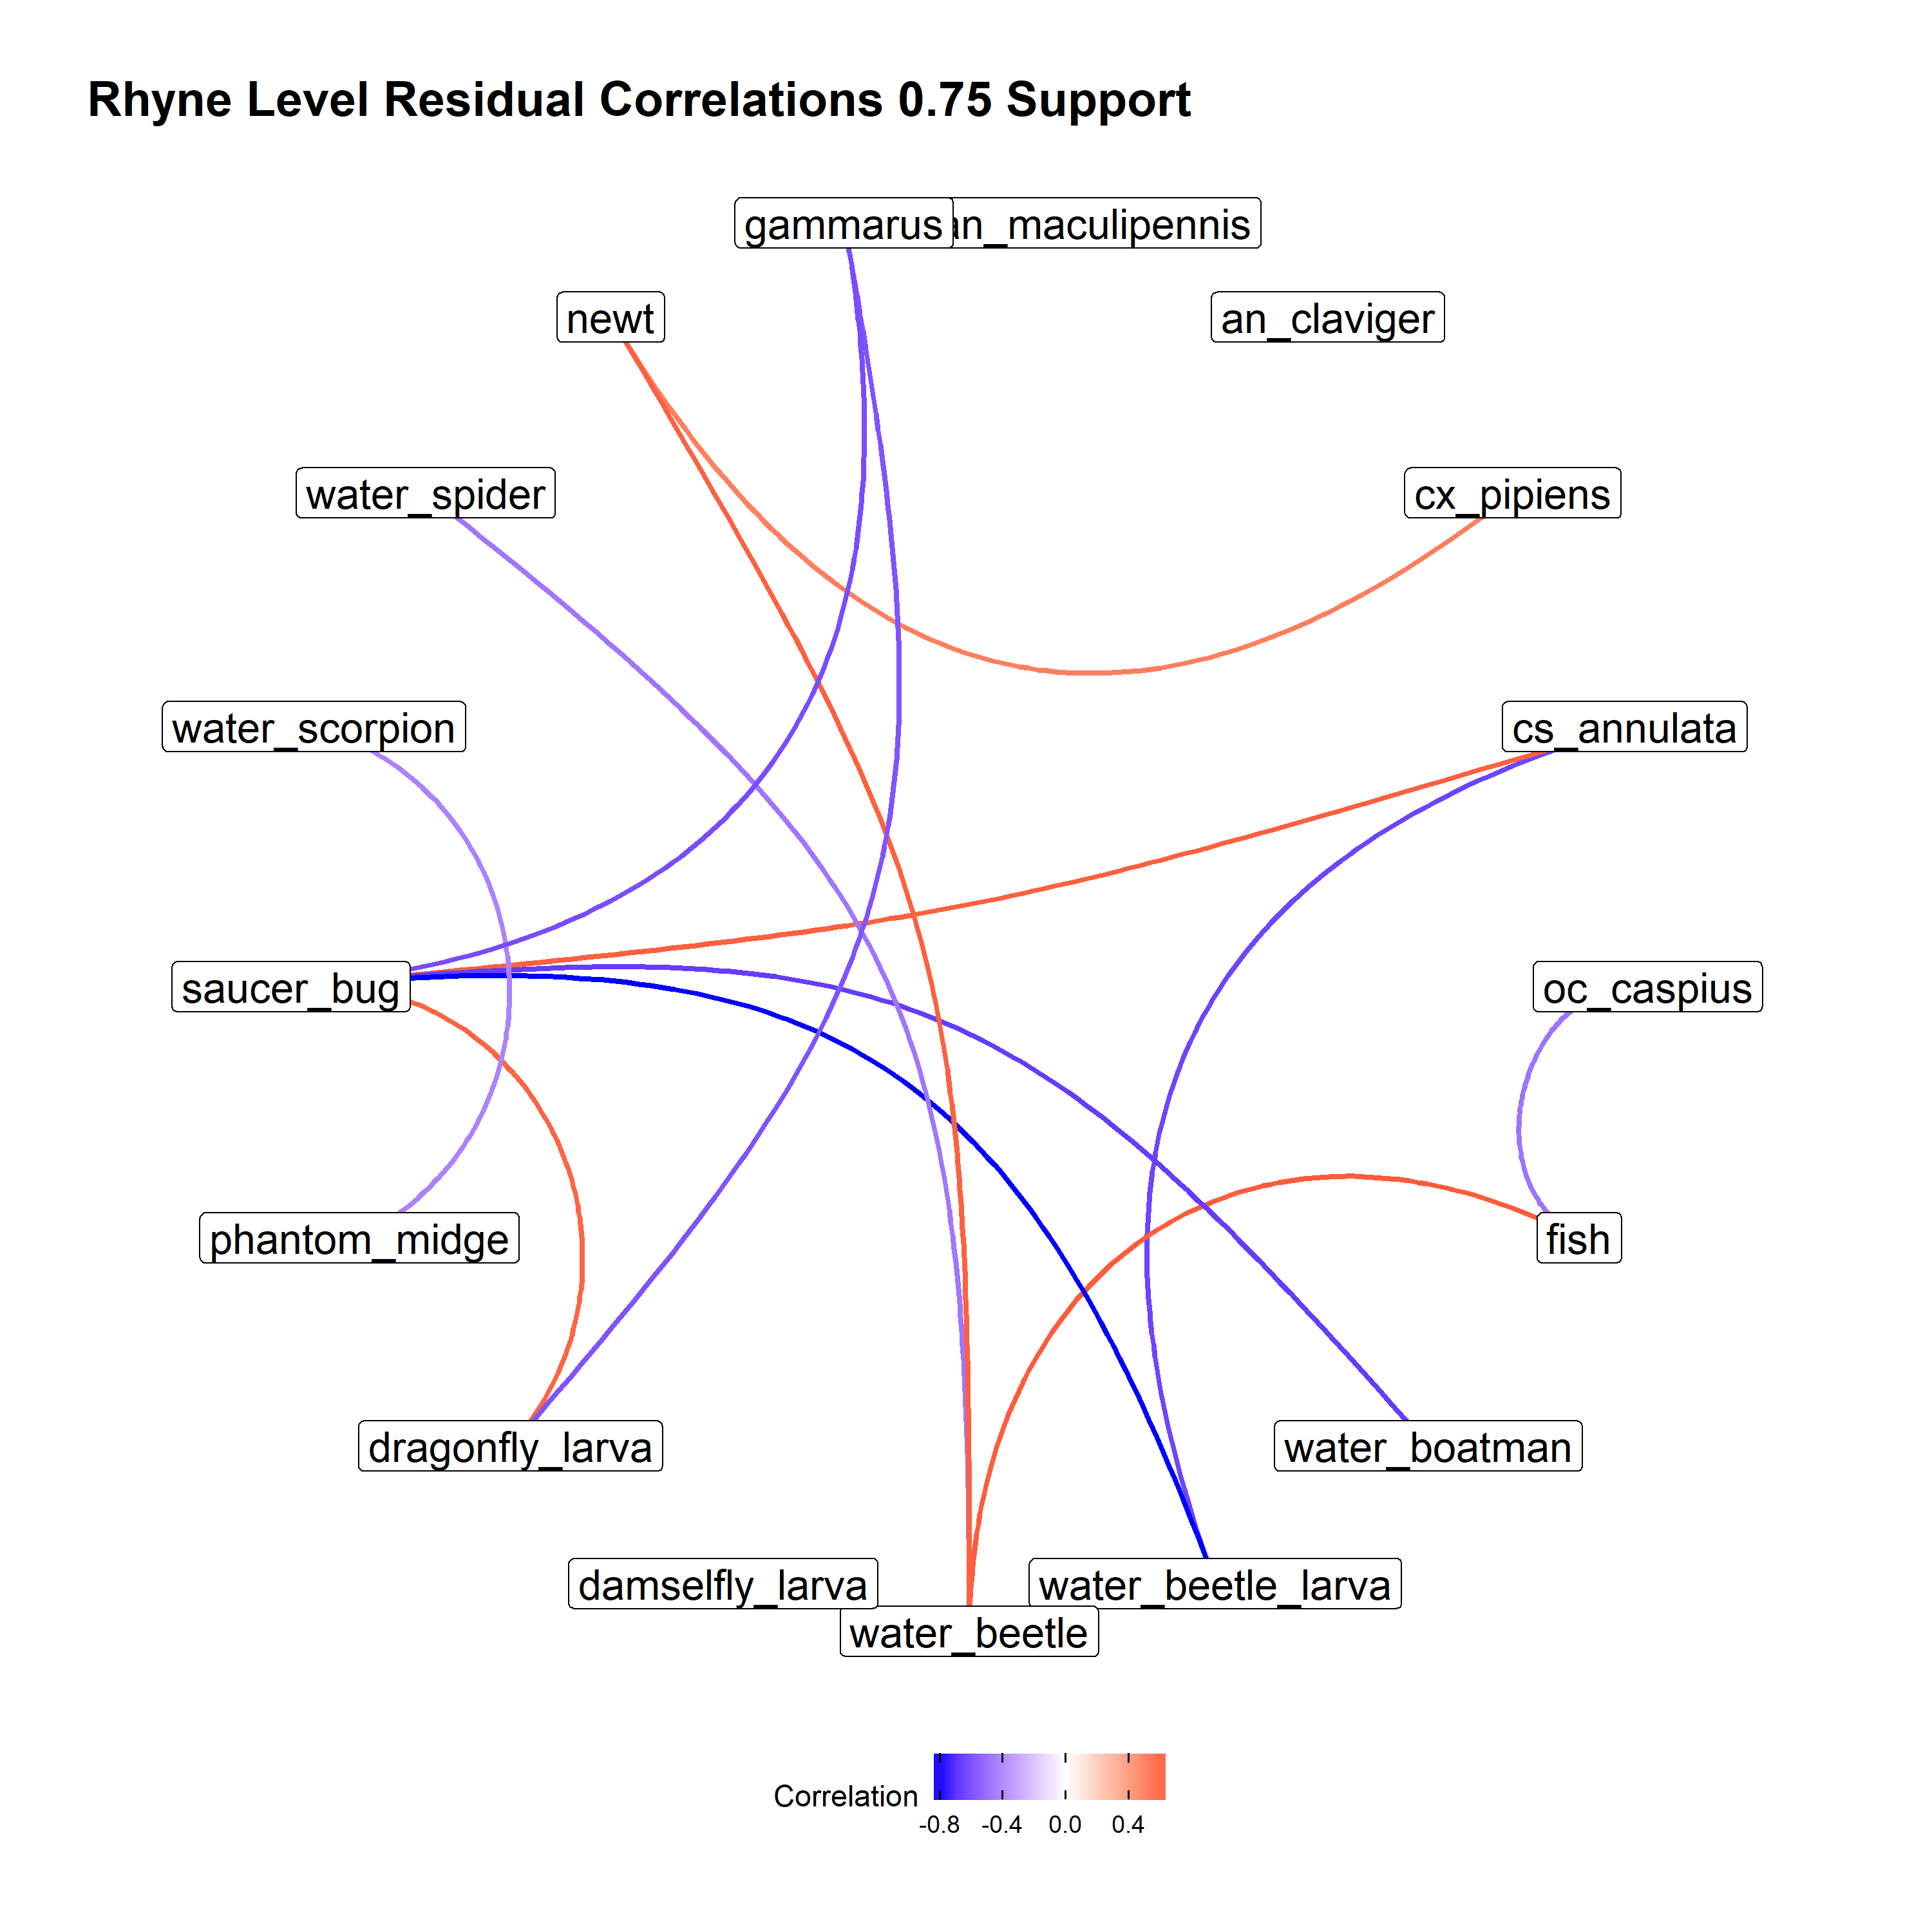 Rhyne Level Residual Correlations 0.75 Support
gammarus an_maculipennis
newt an_claviger
water_spider cx_pipiens
water_scorpion cs_annulata
saucer_bug oc_caspius
phantom_midge fish
dragonfly_larva water_boatman
damselfly_larva water_beetle_larva
water_beetle
Correlation
-0.8 -0.4 0.0 0.4